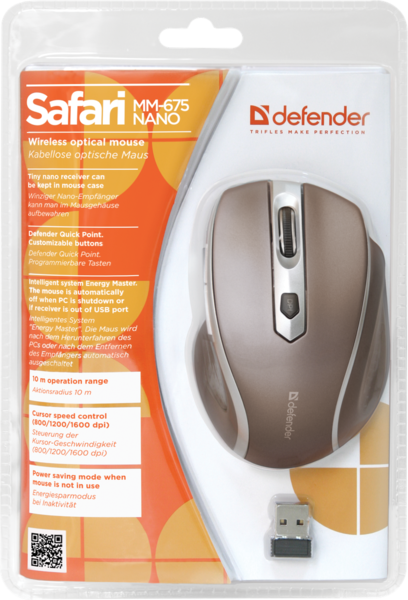 Safari MM-675 NANO
Wireless optical mouse
Kabellose optische Maus
Tiny nano receiver can
be kept in mouse case
Winziger Nano-Empfänger
kann man im Mausgehäuse
aufbewahren
Defender Quick Point.
Customizable buttons
Defender Quick Point.
Programmierbare Tasten
Intelligent system Energy Master.
The mouse is automatically
off when PC is shutdown or
if receiver is out of USB port
Intelligentes System
"Energy Master". Die Maus wird
nach dem Herunterfahren des
PCs oder nach dem Entfernen
des Empfängers automatisch
ausgeschaltet
10 m operation range
Aktionsradius 10 m
Cursor speed control
(800/1200/1600 dpi)
Steuerung der
Kursor-Geschwindigkeit
(800/1200/1600 dpi)
Power saving mode when
mouse is not in use
Energiesparmodus
bei Inaktivität
defender
TRIFLES MAKE PERFECTION
defender